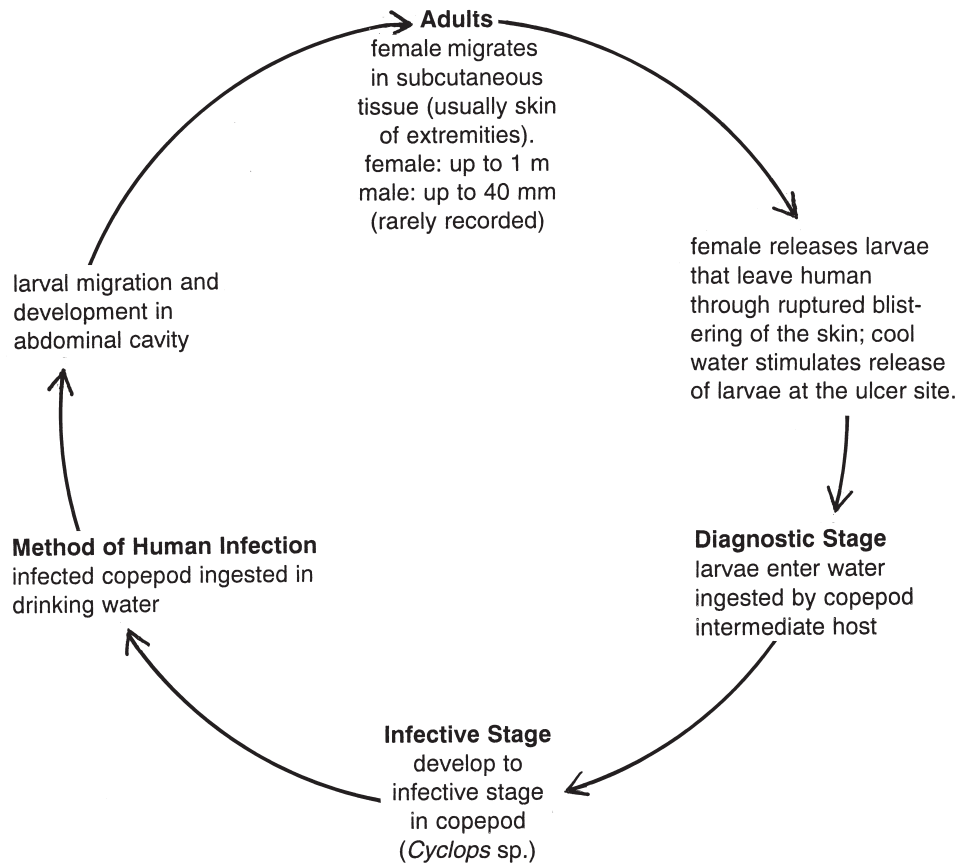 Adults
female migrates
in subcutaneous
tissue (usually skin
of extremities).
female: up to 1 m
male: up to 40 mm
(rarely recorded)
female releases larvae
that leave human
through ruptured blist-
ering of the skin; cool
water stimulates release
of larvae at the ulcer site.
Diagnostic Stage
larvae enter water
ingested by copepod
intermediate host
Infective Stage
develop to
infective stage
in copepod
(Cyclops sp.)
Method of Human Infection
infected copepod ingested in
drinking water
larval migration and
development in
abdominal cavity